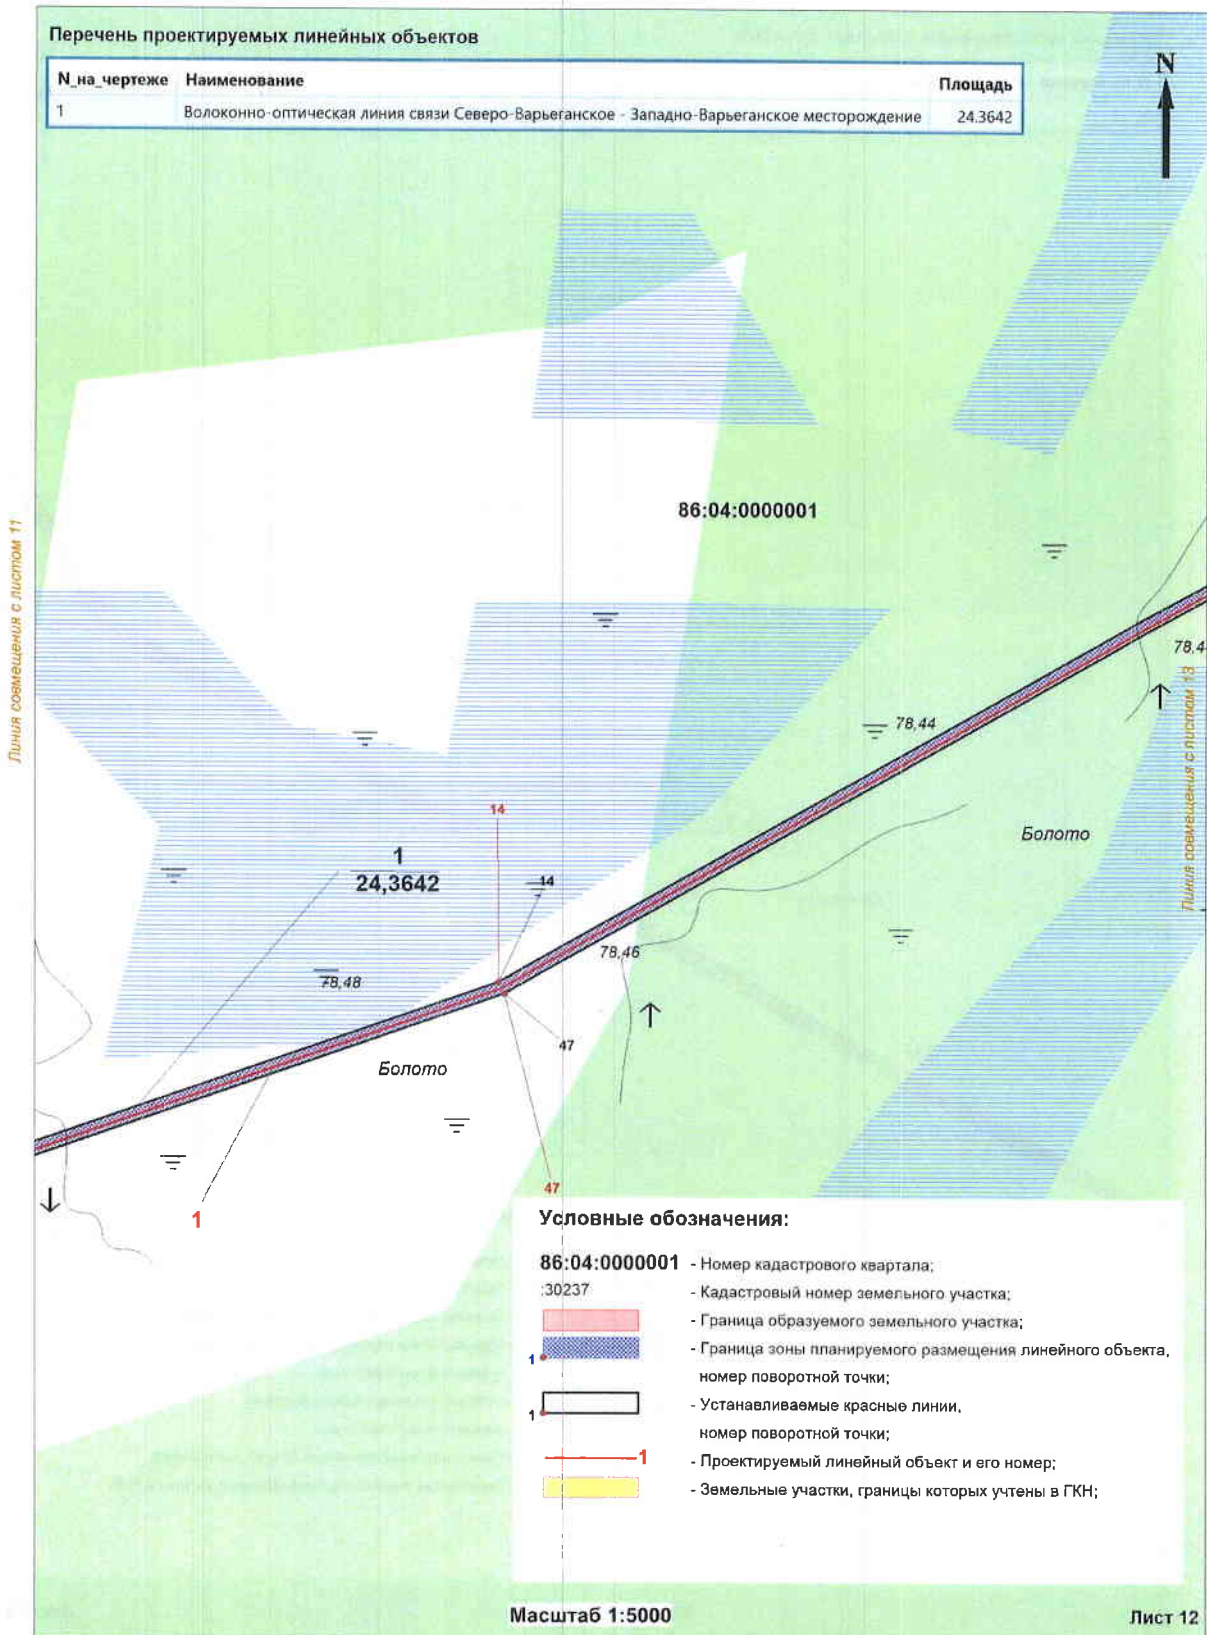 Перечень проектируемых линейных объектов
N_на_чертеже Наименование Площадь
1 Волоконно-оптическая линия связи Северо-Варьеганское - Западно-Варьеганское месторождение 24.3642
N
86:04:0000001
Линия совмещения с листом 11
78,4
78,44
Линия совмещения с листом 13
14
Болото
1
24,3642
14
78,46
78,48
47
Болото
47
1
Условные обозначения:
86:04:0000001 - Номер кадастрового квартала;
:30237 - Кадастровый номер земельного участка;
- Граница образуемого земельного участка;
1 - Граница зоны планируемого размещения линейного объекта,
номер поворотной точки;
1 - Устанавливаемые красные линии,
номер поворотной точки;
1 - Проектируемый линейный объект и его номер;
- Земельные участки, границы которых учтены в ГКН;
Масштаб 1:5000
Лист 12